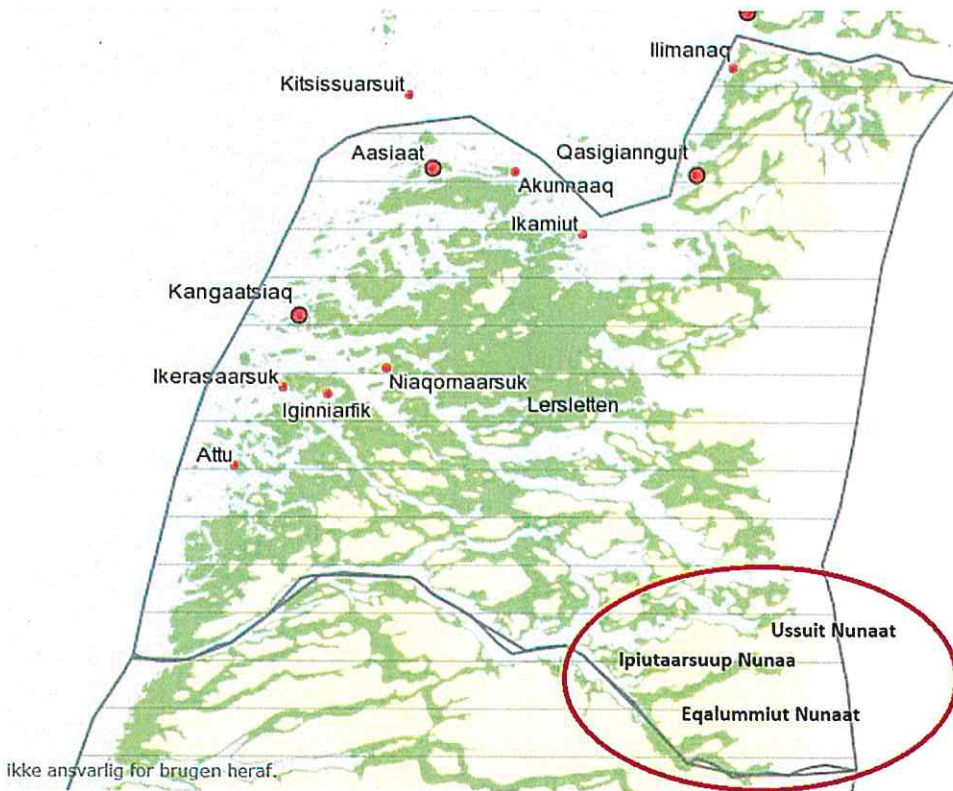 Ilimanaq
Kitsissuarsuit
Aasiaat
Qasigiannguit
Akunnaaq
Ikamiut
Kangaatsiaq
Ikerasaarsuk
Niaqornaarsuk
Iginniarfik
Lersletten
Attu
Ussuit Nunaat
Ipiutaarsuup Nunaa
Eqalummiut Nunaat
ikke ansvarlig for brugen heraf.